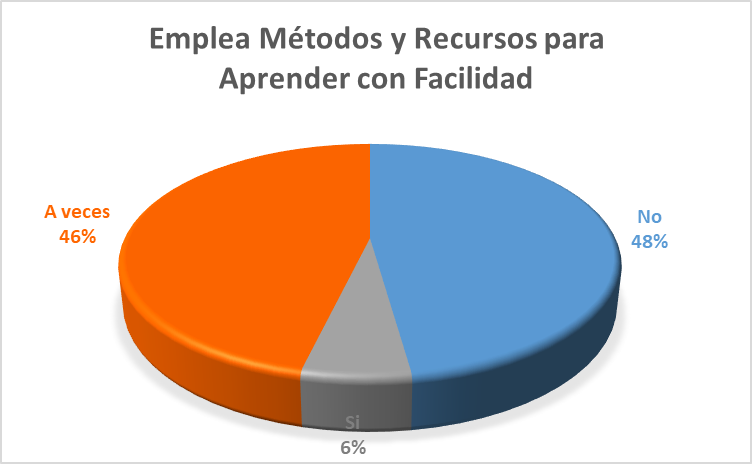 Emplea Métodos y Recursos para
Aprender con Facilidad
A veces
46%
No
48%
Si
6%